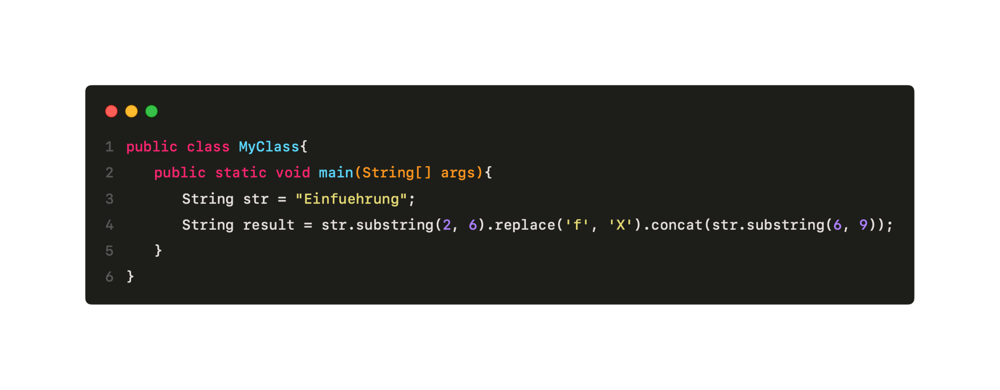 1 public class MyClass{
2 public static void main(String[] args){
3 String str = "Einfuehrung";
4 String result = str.substring(2, 6).replace('f', 'X').concat(str.substring(6, 9));
5 }
6 }